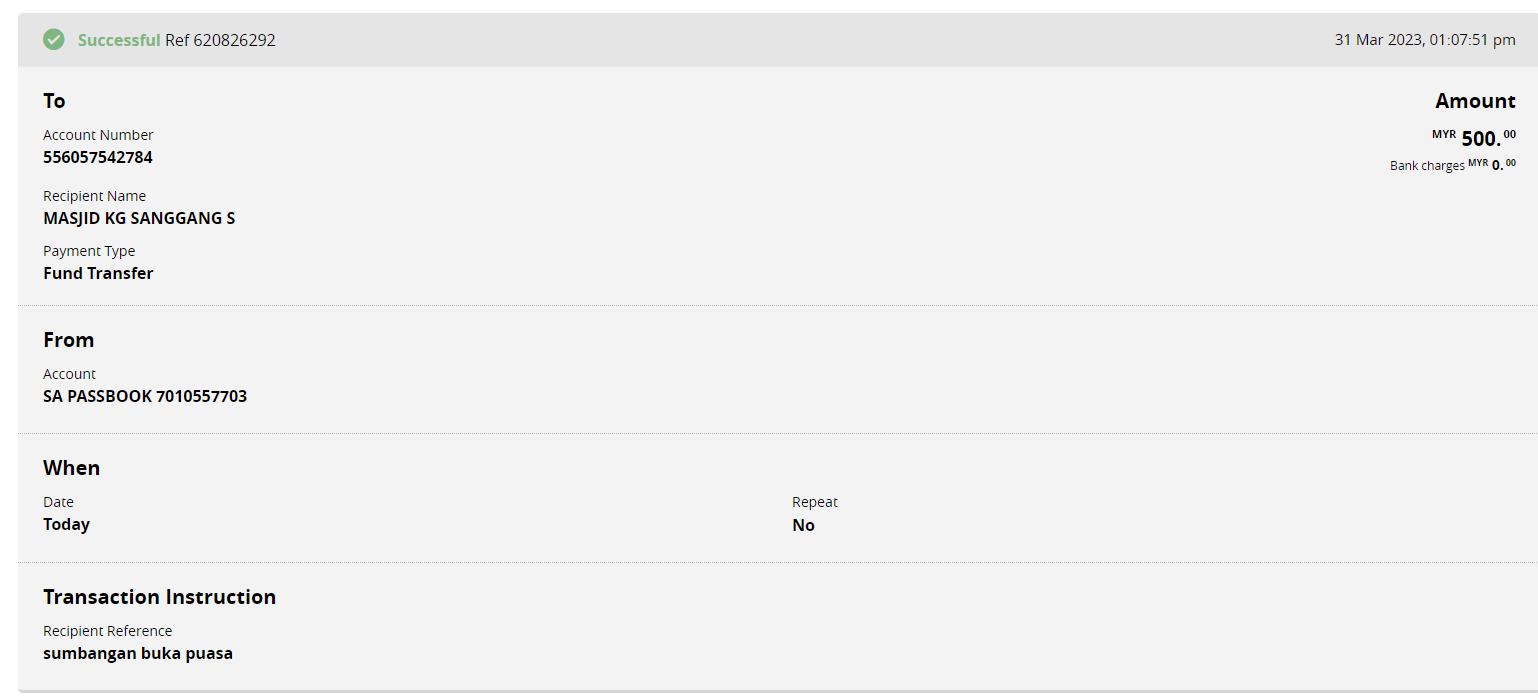 Successful Ref 620826292
31 Mar 2023, 01:07:51 pm
To
Amount
Account Number
MYR 500.00
556057542784
Bank charges MYR 0.00
Recipient Name
MASJID KG SANGGANG S
Payment Type
Fund Transfer
From
Account
SA PASSBOOK 7010557703
When
Date
Repeat
Today
No
Transaction Instruction
Recipient Reference
sumbangan buka puasa